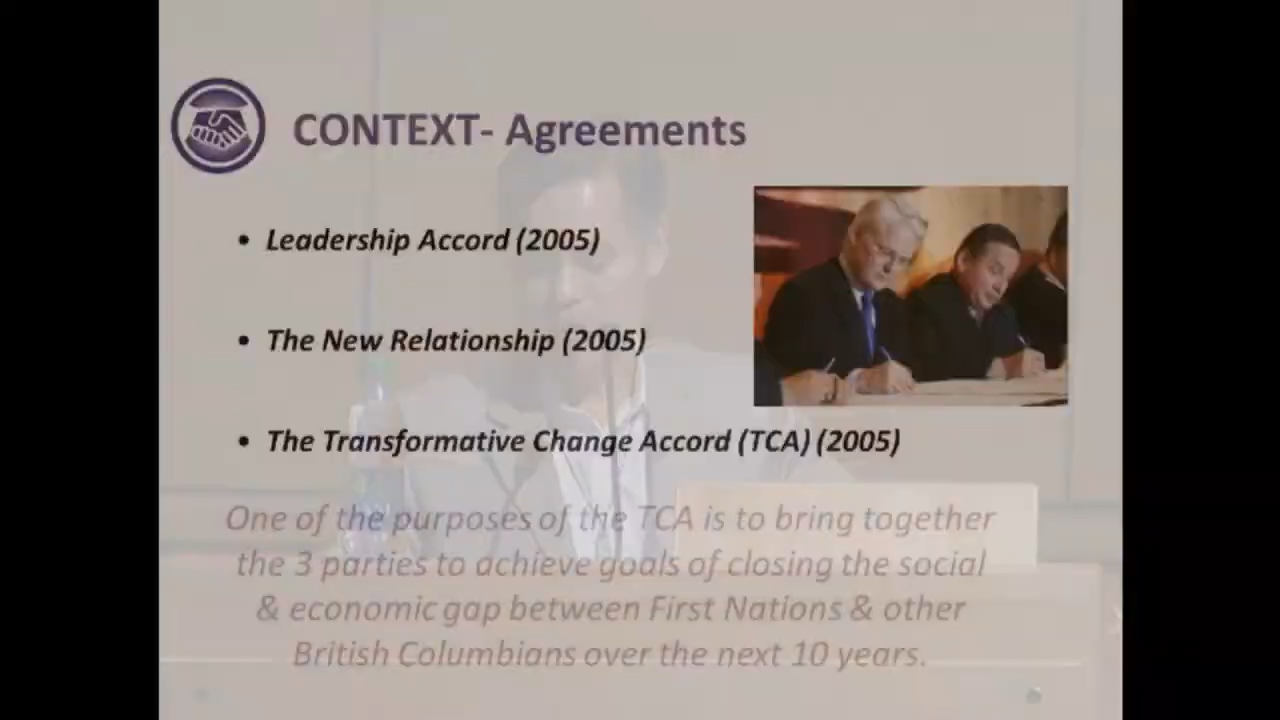 CONTEXT- Agreements
• Leadership Accord (2005)
• The New Relationship (2005)
• The Transformative Change Accord (TCA) (2005)
One of the purposes of the TCA is to bring together
the 3 parties to achieve goals of closing the social
& economic gap between First Nations & other
British Columbians over the next 10 years.